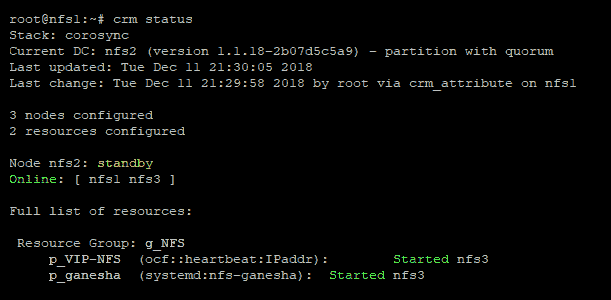 root@nfs1:~# crm status
Stack: corosync
Current DC: nfs2 (version 1.1.18-2b07d5c5a9) - partition with quorum
Last updated: Tue Dec 11 21:30:05 2018
Last change: Tue Dec 11 21:29:58 2018 by root via crm_attribute on nfs1

3 nodes configured
2 resources configured

Node nfs2: standby
Online: [ nfs1 nfs3 ]

Full list of resources:

 Resource Group: g_NFS
     p_VIP-NFS  (ocf::heartbeat:IPaddr):        Started nfs3
     p_ganesha  (systemd:nfs-ganesha):  Started nfs3